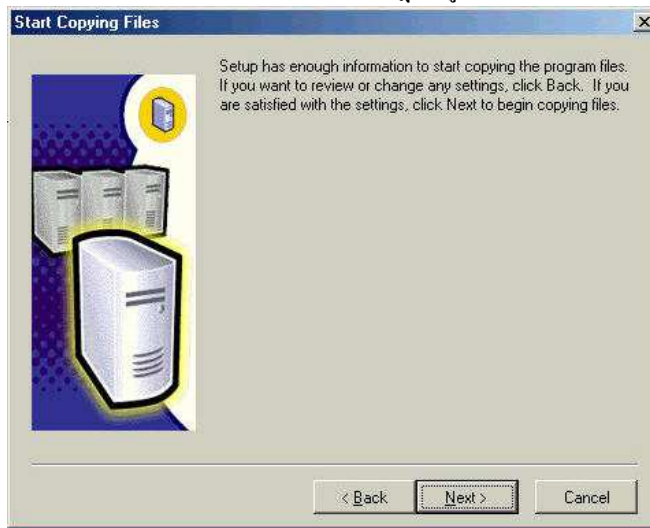 Start Copying Files
Setup has enough information to start copying the program files.
If you want to review or change any settings, click Back. If you
are satisfied with the settings, click Next to begin copying files.
< Back
Next >
Cancel